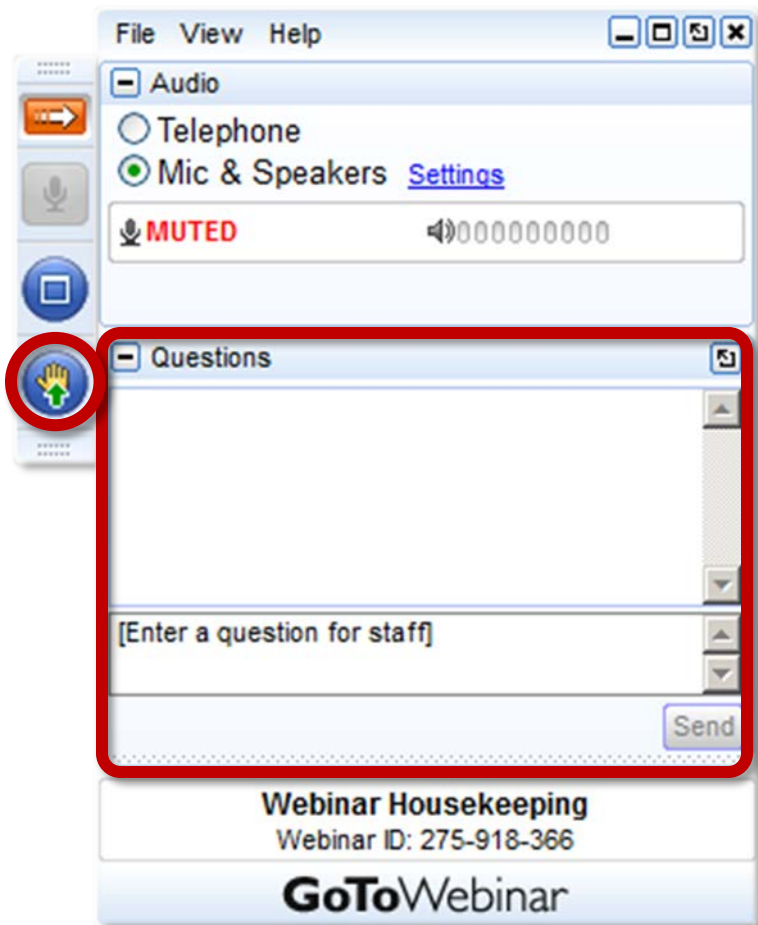 File View Help
Audio
Telephone
Mic & Speakers Settings
MUTED
Questions
[Enter a question for staff]
Send
Webinar Housekeeping
Webinar ID: 275-918-366
GoToWebinar